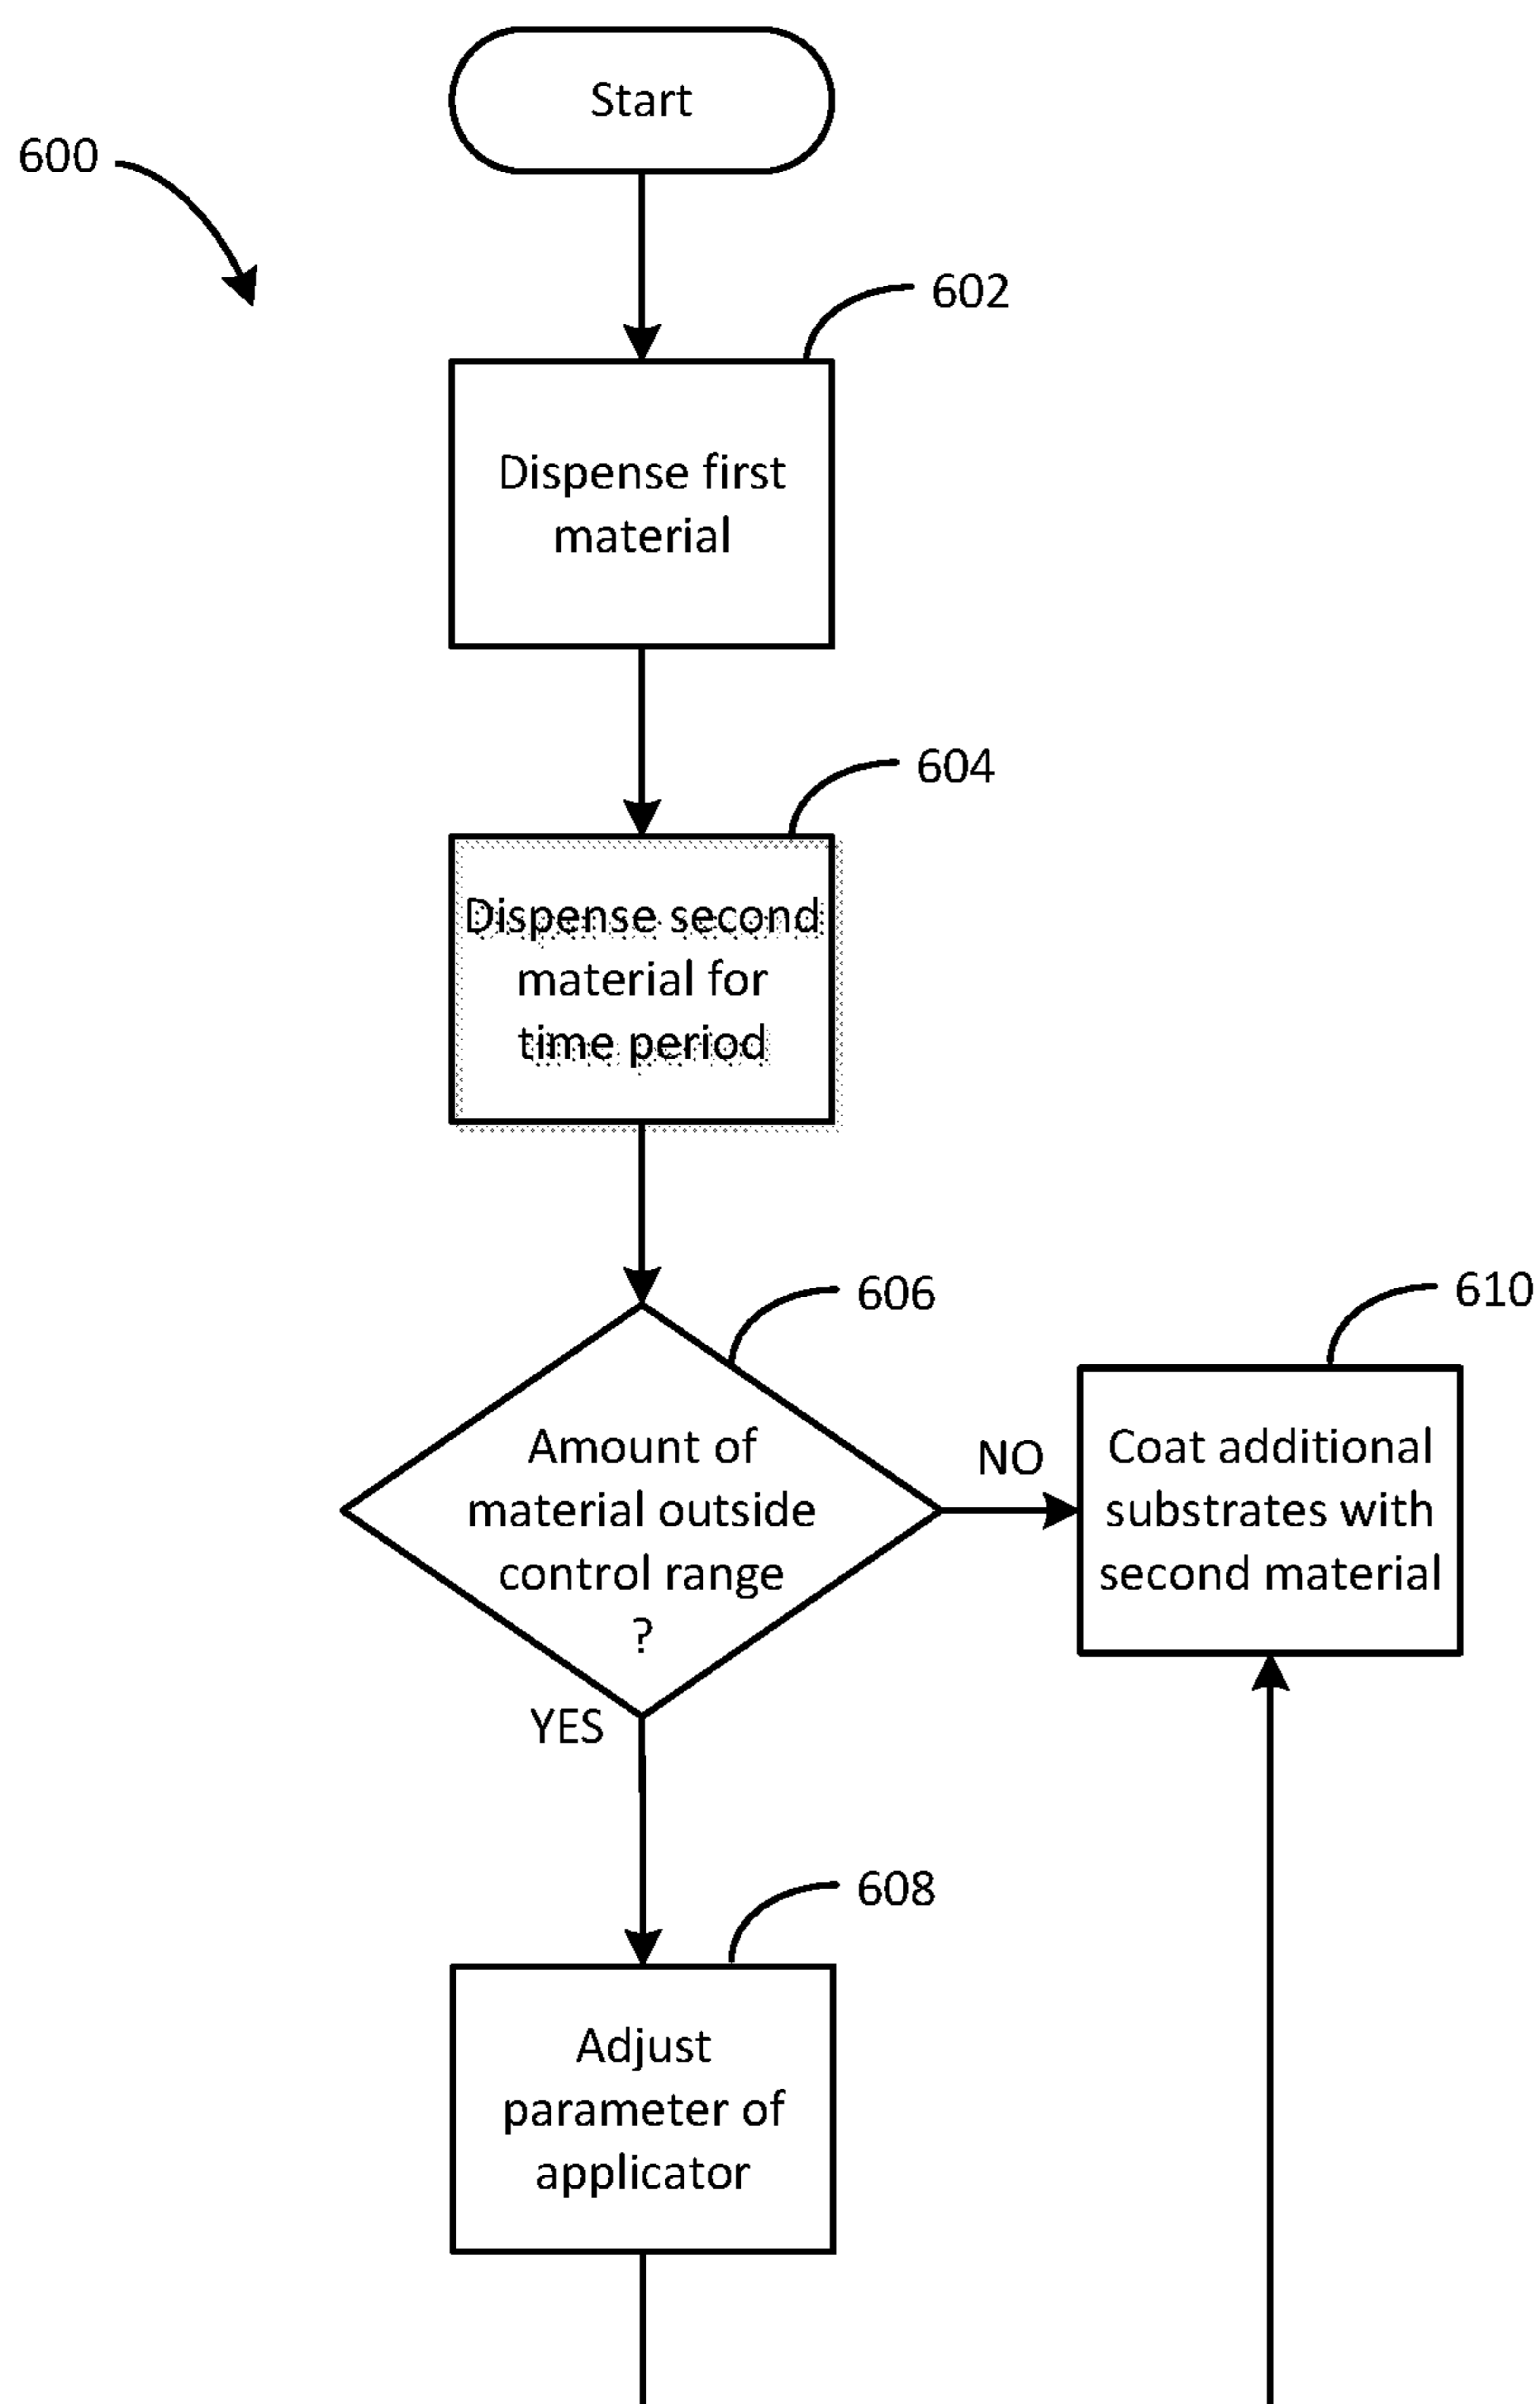 Start
600
602
Dispense first
material
604
Dispense second
material for
time period
606
610
Amount of
material outside
control range
?
NO
Coat additional
substrates with
second material
YES
608
Adjust
parameter of
applicator